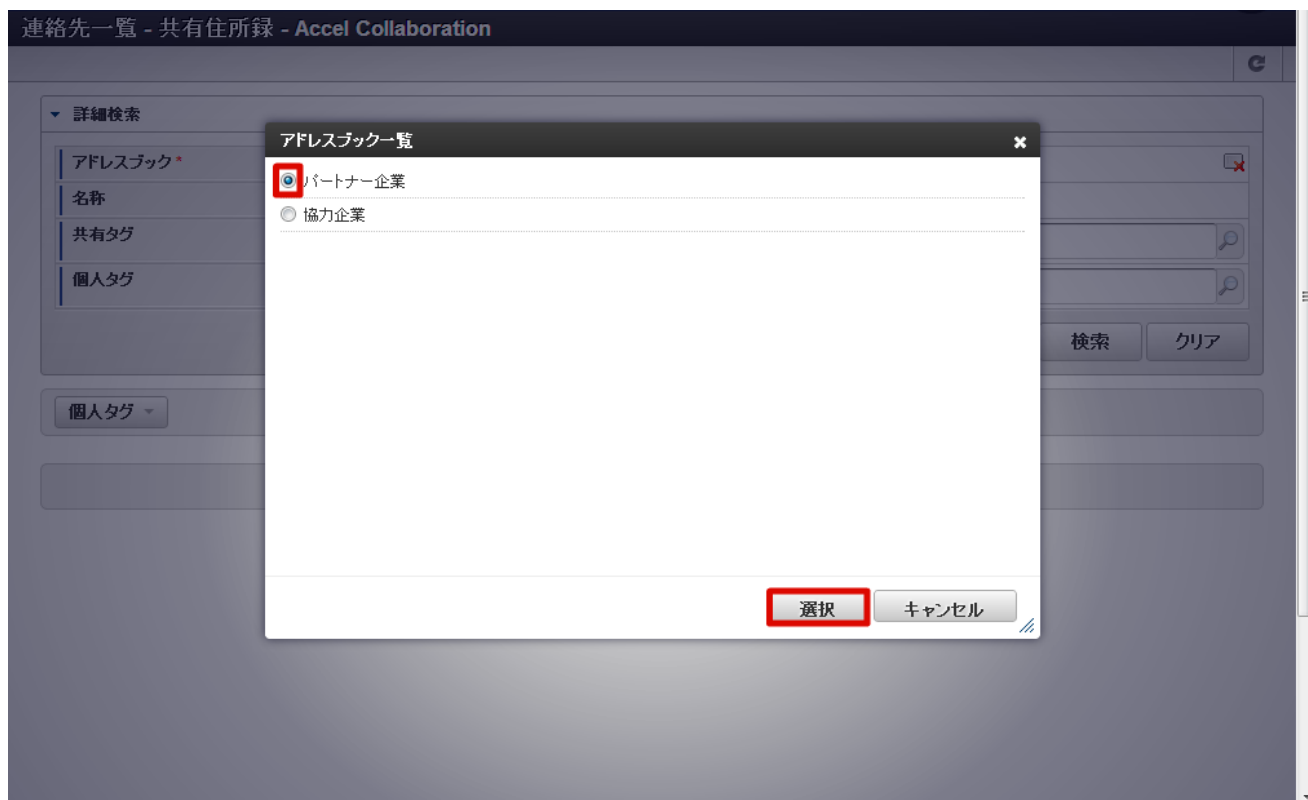 連絡先一覧 - 共有住所録 - Accel Collaboration
詳細検索
アドレスブック*
名称
共有タグ
個人タグ
検索 クリア
個人タグ
アドレスブック一覧
パートナー企業
協力企業
選択 キャンセル